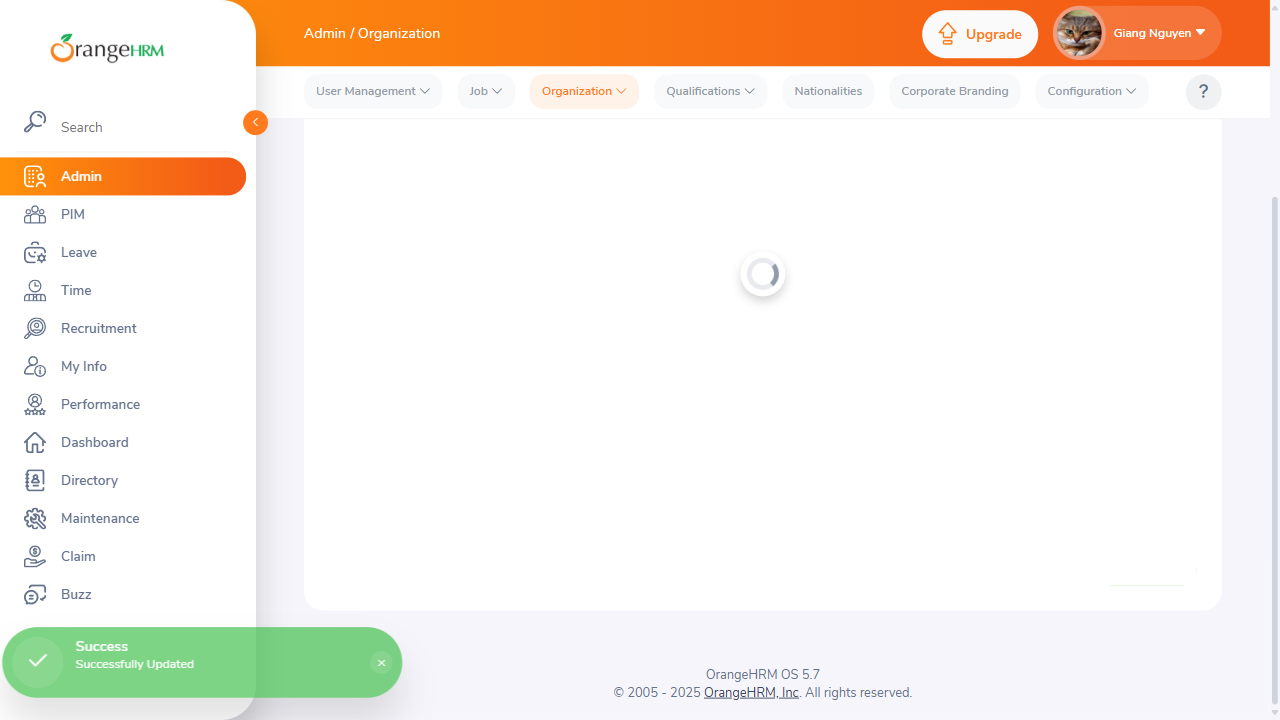 OrangeHRM
Search
Admin
PIM
Leave
Time
Recruitment
My Info
Performance
Dashboard
Directory
Maintenance
Claim
Buzz
Admin / Organization
Upgrade
Giang Nguyen
User Management
Job
Organization
Qualifications
Nationalities
Corporate Branding
Configuration
?
Success
Successfully Updated
OrangeHRM OS 5.7
© 2005 - 2025 OrangeHRM, Inc. All rights reserved.